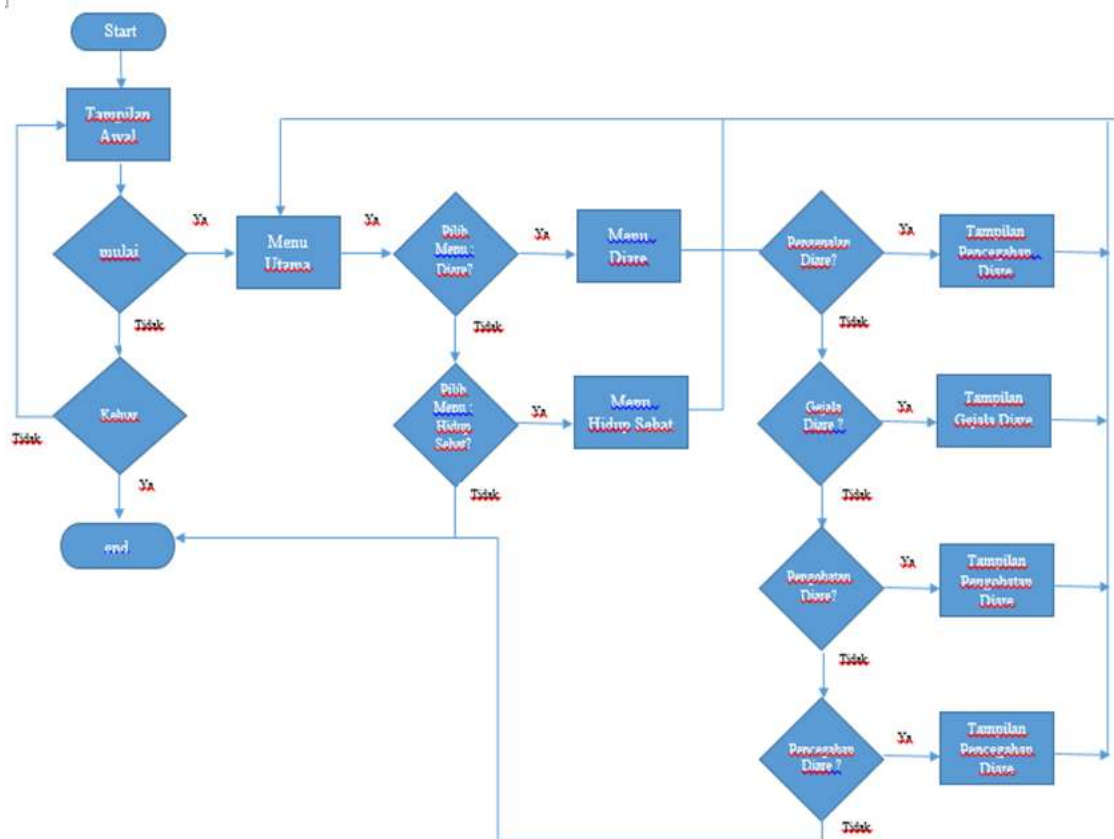 Start
Tampilan
Awal
mulai
Ya
Tidak
Keluar
Tidak
Ya
end
Menu
Utama
Ya
Pilih
Menu :
Diare?
Ya
Menu
Diare
Tidak
Pilih
Menu :
Hidup
Sehat?
Ya
Menu
Hidup Sehat
Tidak
Pengenalan
Diare?
Ya
Tampilan
Pencegahan
Diare
Tidak
Gejala
Diare ?
Ya
Tampilan
Gejala Diare
Tidak
Pengobatan
Diare?
Ya
Tampilan
Pengobatan
Diare
Tidak
Pencegahan
Diare ?
Ya
Tampilan
Pencegahan
Diare
Tidak